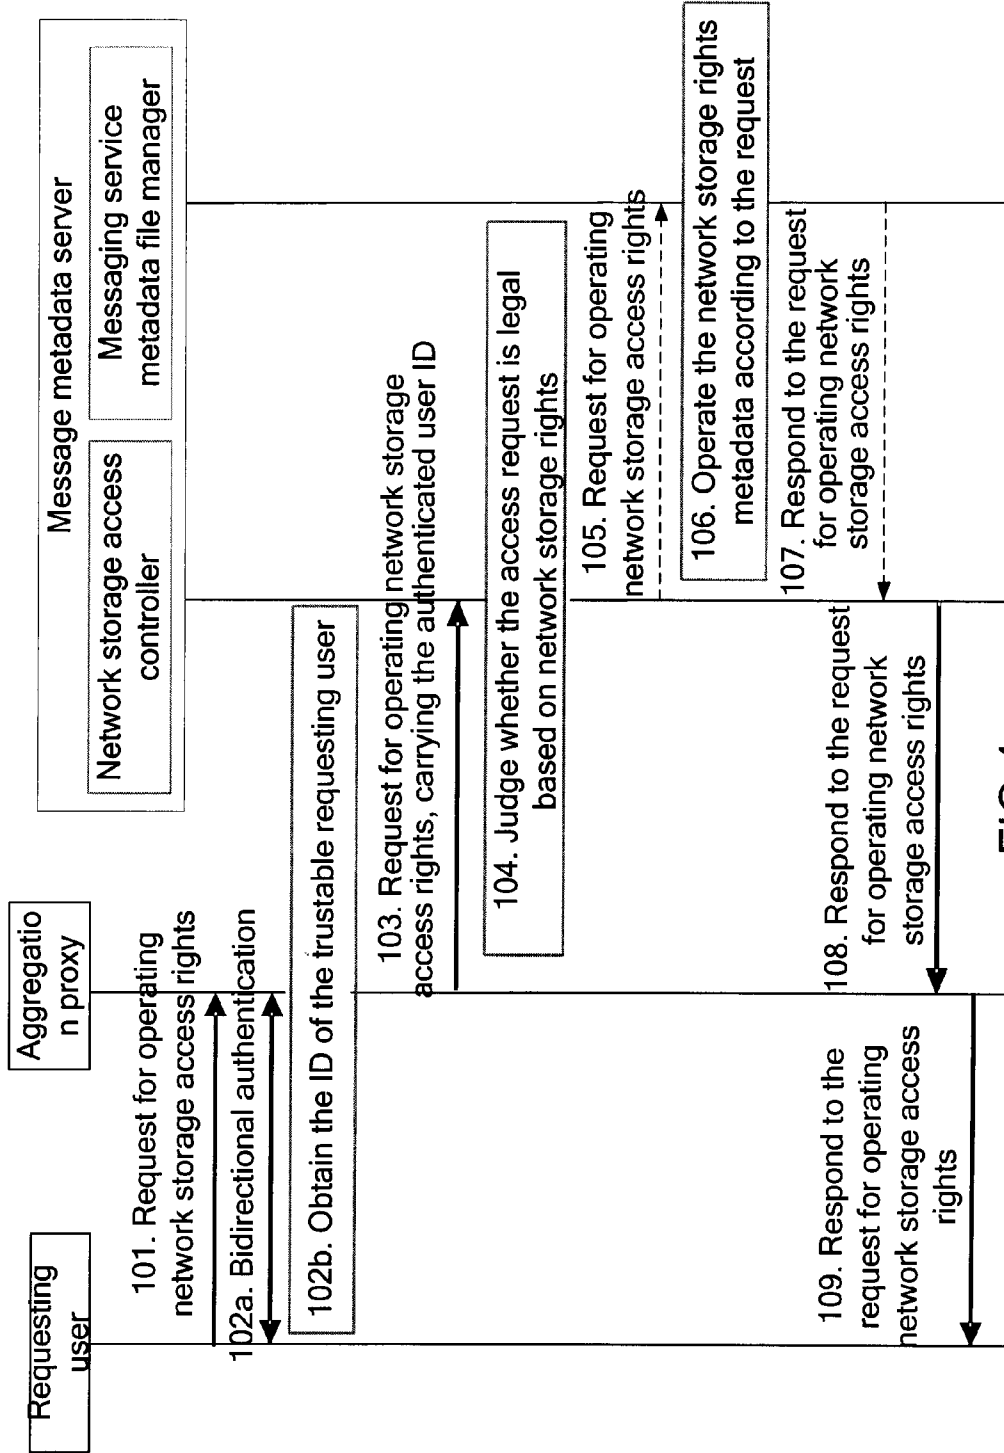 Requesting
user
Aggregatio
n proxy
Message metadata server
Network storage access
controller
Messaging service
metadata file manager
101. Request for operating
network storage access rights
102a. Bidirectional authentication
102b. Obtain the ID of the trustable requesting user
103. Request for operating network storage
access rights, carrying the authenticated user ID
104. Judge whether the access request is legal
based on network storage rights
105. Request for operating
network storage access rights
106. Operate the network storage rights
metadata according to the request
107. Respond to the request
for operating network
storage access rights
108. Respond to the request
for operating network
storage access rights
109. Respond to the
request for operating
network storage access
rights